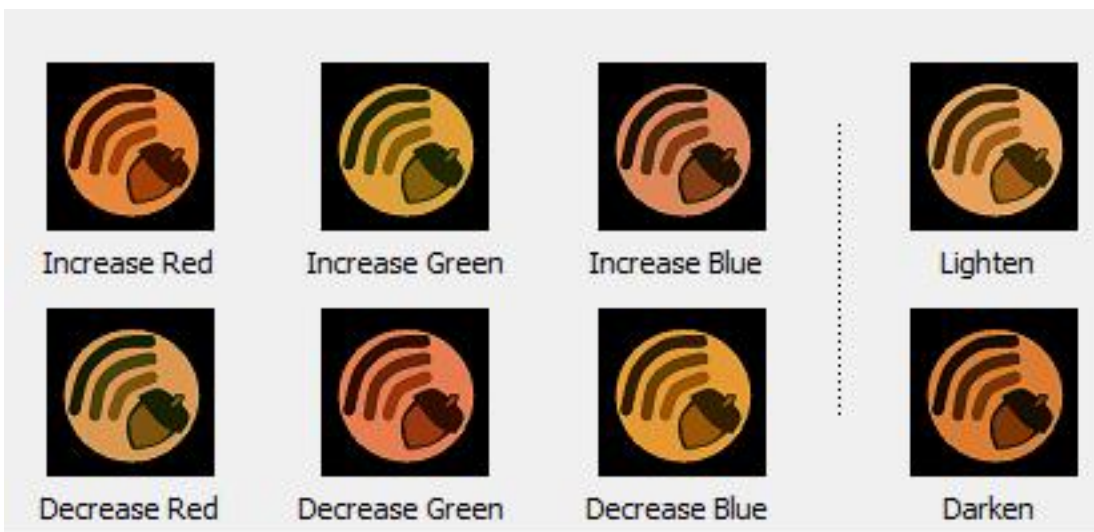 Increase Red
Increase Green
Increase Blue
Lighten
Decrease Red
Decrease Green
Decrease Blue
Darken